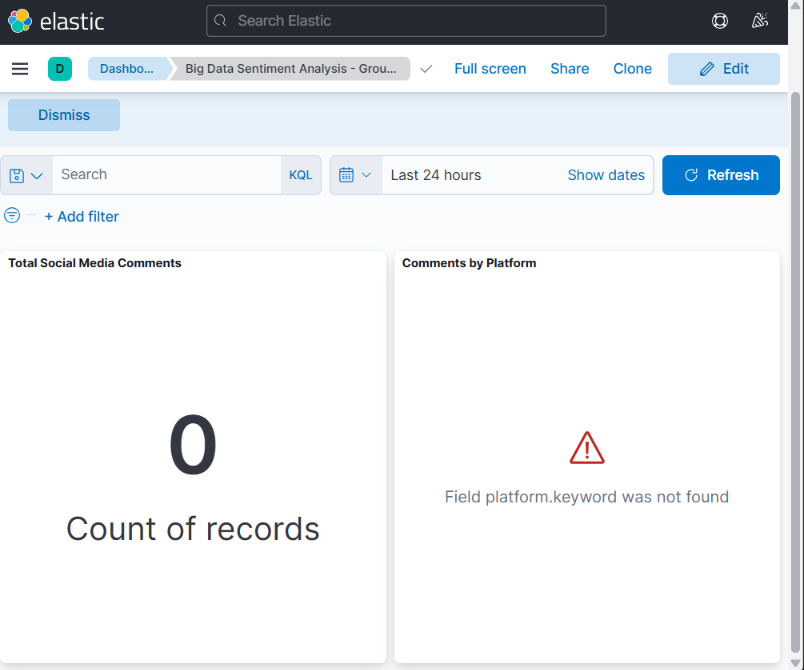 elastic
Search Elastic
D
Dashbo...
Big Data Sentiment Analysis - Grou...
Full screen
Share
Clone
Edit
Dismiss
Search
KQL
Last 24 hours
Show dates
Refresh
+ Add filter
Total Social Media Comments
Comments by Platform
0
Count of records
Field platform.keyword was not found